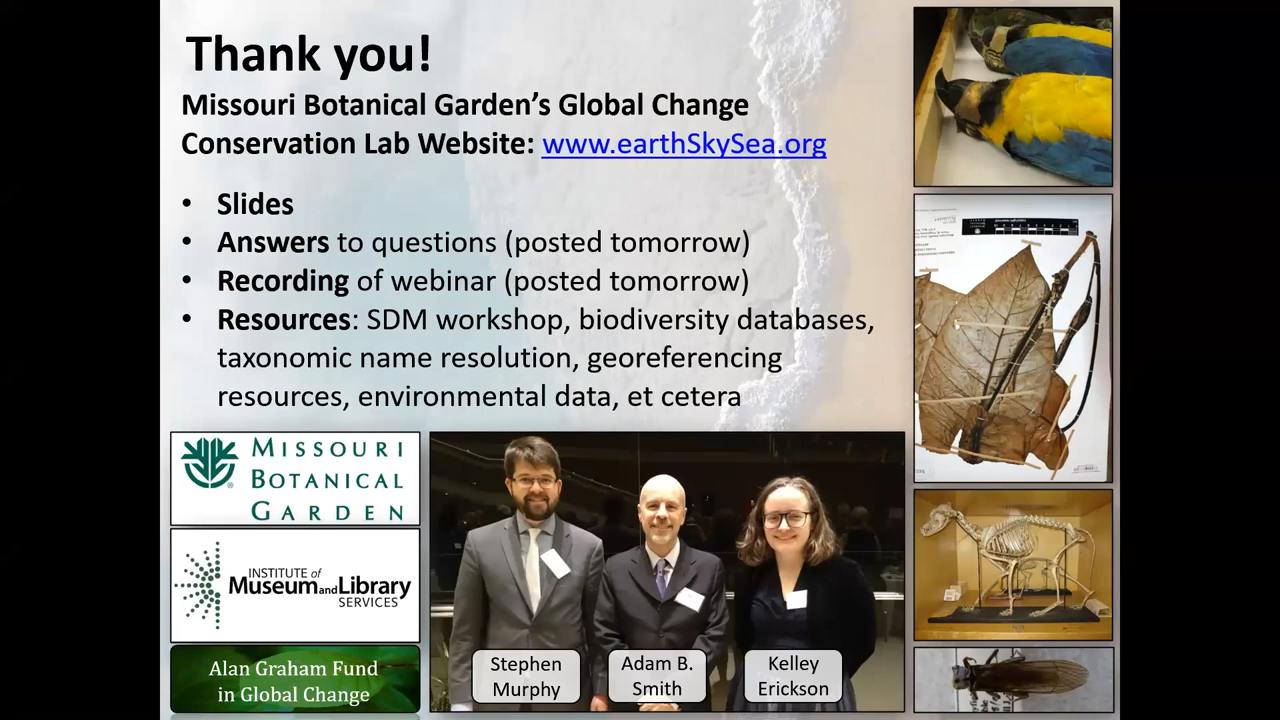 Thank you!
Missouri Botanical Garden's Global Change
Conservation Lab Website: www.earthSkySea.org
• Slides
• Answers to questions (posted tomorrow)
• Recording of webinar (posted tomorrow)
• Resources: SDM workshop, biodiversity databases,
taxonomic name resolution, georeferencing
resources, environmental data, et cetera
MISSOURI
BOTANICAL
GARDEN
INSTITUTE of
Museum and Library
SERVICES
Alan Graham Fund
in Global Change
Stephen
Murphy
Adam B.
Smith
Kelley
Erickson